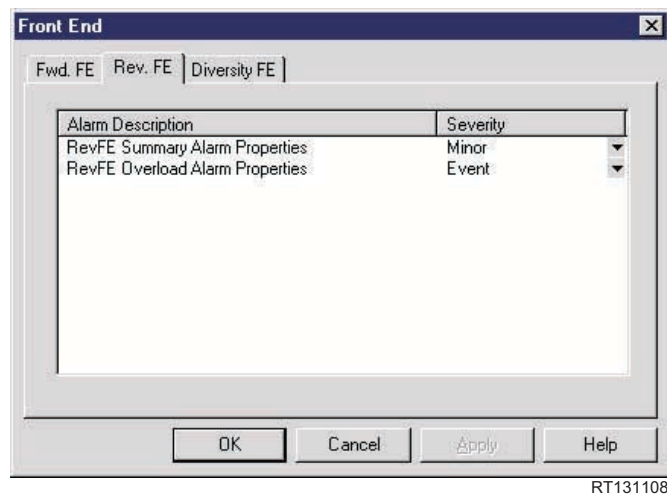 Front End
Fwd. FE Rev. FE Diversity FE
Alarm Description Severity
RevFE Summary Alarm Properties Minor
RevFE Overload Alarm Properties Event
OK Cancel Apply Help
RT131108